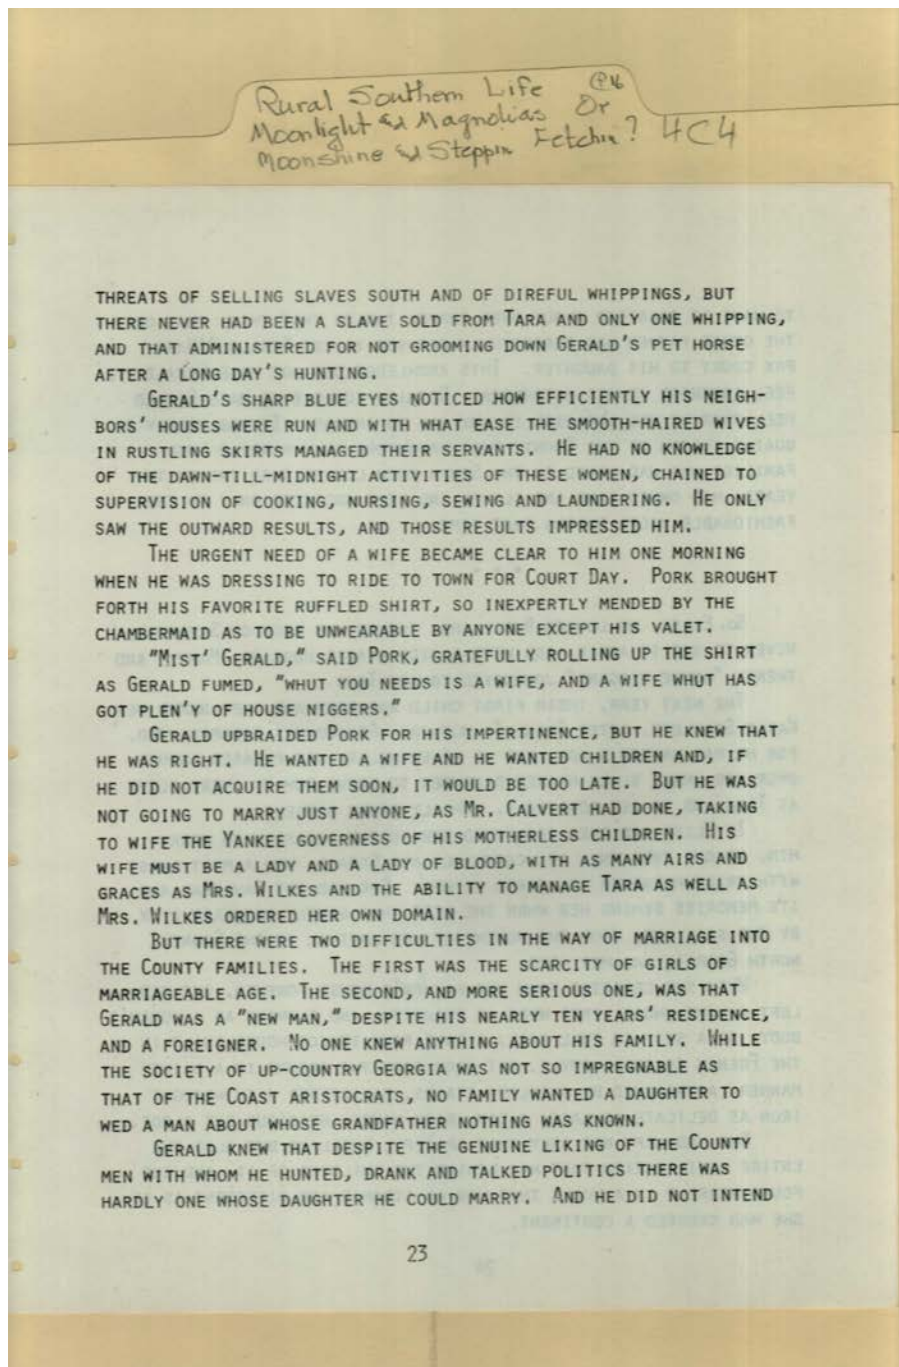 Rural Southern Life
Moonlight & Magnolias Or
Moonshine & Steppin Fetchin? 4C4
THREATS OF SELLING SLAVES SOUTH AND OF DIREFUL WHIPPINGS, BUT
THERE NEVER HAD BEEN A SLAVE SOLD FROM TARA AND ONLY ONE WHIPPING,
AND THAT ADMINISTERED FOR NOT GROOMING DOWN GERALD'S PET HORSE
AFTER A LONG DAY'S HUNTING.
GERALD'S SHARP BLUE EYES NOTICED HOW EFFICIENTLY HIS NEIGH-
BORS' HOUSES WERE RUN AND WITH WHAT EASE THE SMOOTH-HAIRED WIVES
IN RUSTLING SKIRTS MANAGED THEIR SERVANTS. HE HAD NO KNOWLEDGE
OF THE DAWN-TILL-MIDNIGHT ACTIVITIES OF THESE WOMEN, CHAINED TO
SUPERVISION OF COOKING, NURSING, SEWING AND LAUNDERING. HE ONLY
SAW THE OUTWARD RESULTS, AND THOSE RESULTS IMPRESSED HIM.
THE URGENT NEED OF A WIFE BECAME CLEAR TO HIM ONE MORNING
WHEN HE WAS DRESSING TO RIDE TO TOWN FOR COURT DAY. PORK BROUGHT
FORTH HIS FAVORITE RUFFLED SHIRT, SO INEXPERTLY MENDED BY THE
CHAMBERMAID AS TO BE UNWEARABLE BY ANYONE EXCEPT HIS VALET.
"MIST' GERALD," SAID PORK, GRATEFULLY ROLLING UP THE SHIRT
AS GERALD FUMED, "WHUT YOU NEEDS IS A WIFE, AND A WIFE WHUT HAS
GOT PLEN'Y OF HOUSE NIGGERS."
GERALD UPBRAIDED PORK FOR HIS IMPERTINENCE, BUT HE KNEW THAT
HE WAS RIGHT. HE WANTED A WIFE AND HE WANTED CHILDREN AND, IF
HE DID NOT ACQUIRE THEM SOON, IT WOULD BE TOO LATE. BUT HE WAS
NOT GOING TO MARRY JUST ANYONE, AS MR. CALVERT HAD DONE, TAKING
TO WIFE THE YANKEE GOVERNESS OF HIS MOTHERLESS CHILDREN. HIS
WIFE MUST BE A LADY AND A LADY OF BLOOD, WITH AS MANY AIRS AND
GRACES AS MRS. WILKES AND THE ABILITY TO MANAGE TARA AS WELL AS
MRS. WILKES ORDERED HER OWN DOMAIN.
BUT THERE WERE TWO DIFFICULTIES IN THE WAY OF MARRIAGE INTO
THE COUNTY FAMILIES. THE FIRST WAS THE SCARCITY OF GIRLS OF
MARRIAGEABLE AGE. THE SECOND, AND MORE SERIOUS ONE, WAS THAT
GERALD WAS A "NEW MAN," DESPITE HIS NEARLY TEN YEARS' RESIDENCE,
AND A FOREIGNER. NO ONE KNEW ANYTHING ABOUT HIS FAMILY. WHILE
THE SOCIETY OF UP-COUNTRY GEORGIA WAS NOT SO IMPREGNABLE AS
THAT OF THE COAST ARISTOCRATS, NO FAMILY WANTED A DAUGHTER TO
WED A MAN ABOUT WHOSE GRANDFATHER NOTHING WAS KNOWN.
GERALD KNEW THAT DESPITE THE GENUINE LIKING OF THE COUNTY
MEN WITH WHOM HE HUNTED, DRANK AND TALKED POLITICS THERE WAS
HARDLY ONE WHOSE DAUGHTER HE COULD MARRY. AND HE DID NOT INTEND
23